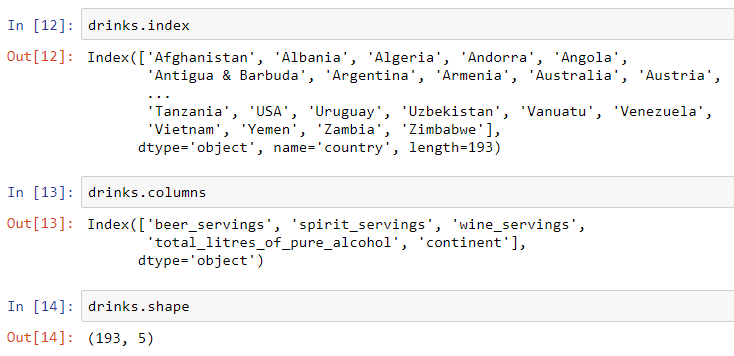 In [12]: drinks.index
Out[12]: Index(['Afghanistan', 'Albania', 'Algeria', 'Andorra', 'Angola',
'Antigua & Barbuda', 'Argentina', 'Armenia', 'Australia', 'Austria',
...
'Tanzania', 'USA', 'Uruguay', 'Uzbekistan', 'Vanuatu', 'Venezuela',
'Vietnam', 'Yemen', 'Zambia', 'Zimbabwe'],
dtype='object', name='country', length=193)
In [13]: drinks.columns
Out[13]: Index(['beer_servings', 'spirit_servings', 'wine_servings',
'total_litres_of_pure_alcohol', 'continent'],
dtype='object')
In [14]: drinks.shape
Out[14]: (193, 5)